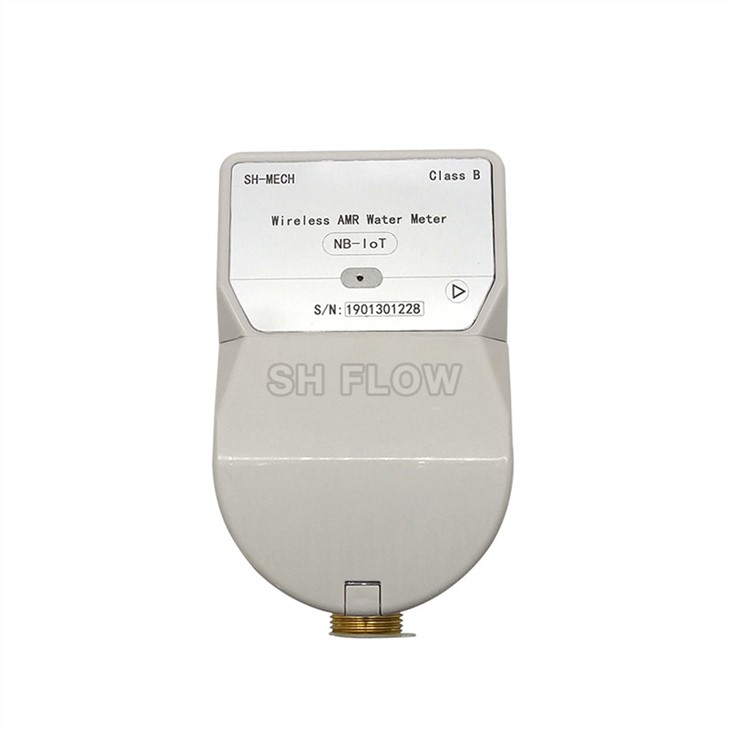 SH-MECH Class B
Wireless AMR Water Meter
NB-IoT
S/N: 1901301228
SH FLOW